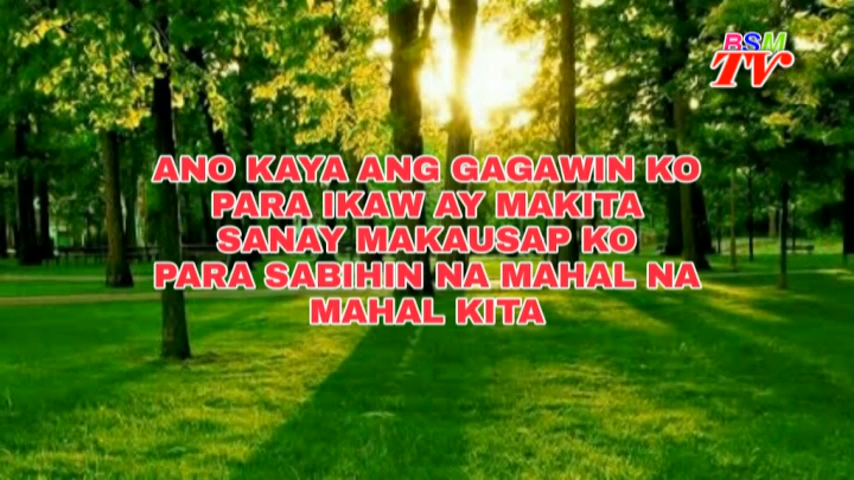 BSM
TV
ANO KAYA ANG GAGAWIN KO
PARA IKAW AY MAKITA
SANAY MAKAUSAP KO
PARA SABIHIN NA MAHAL NA
MAHAL KITA